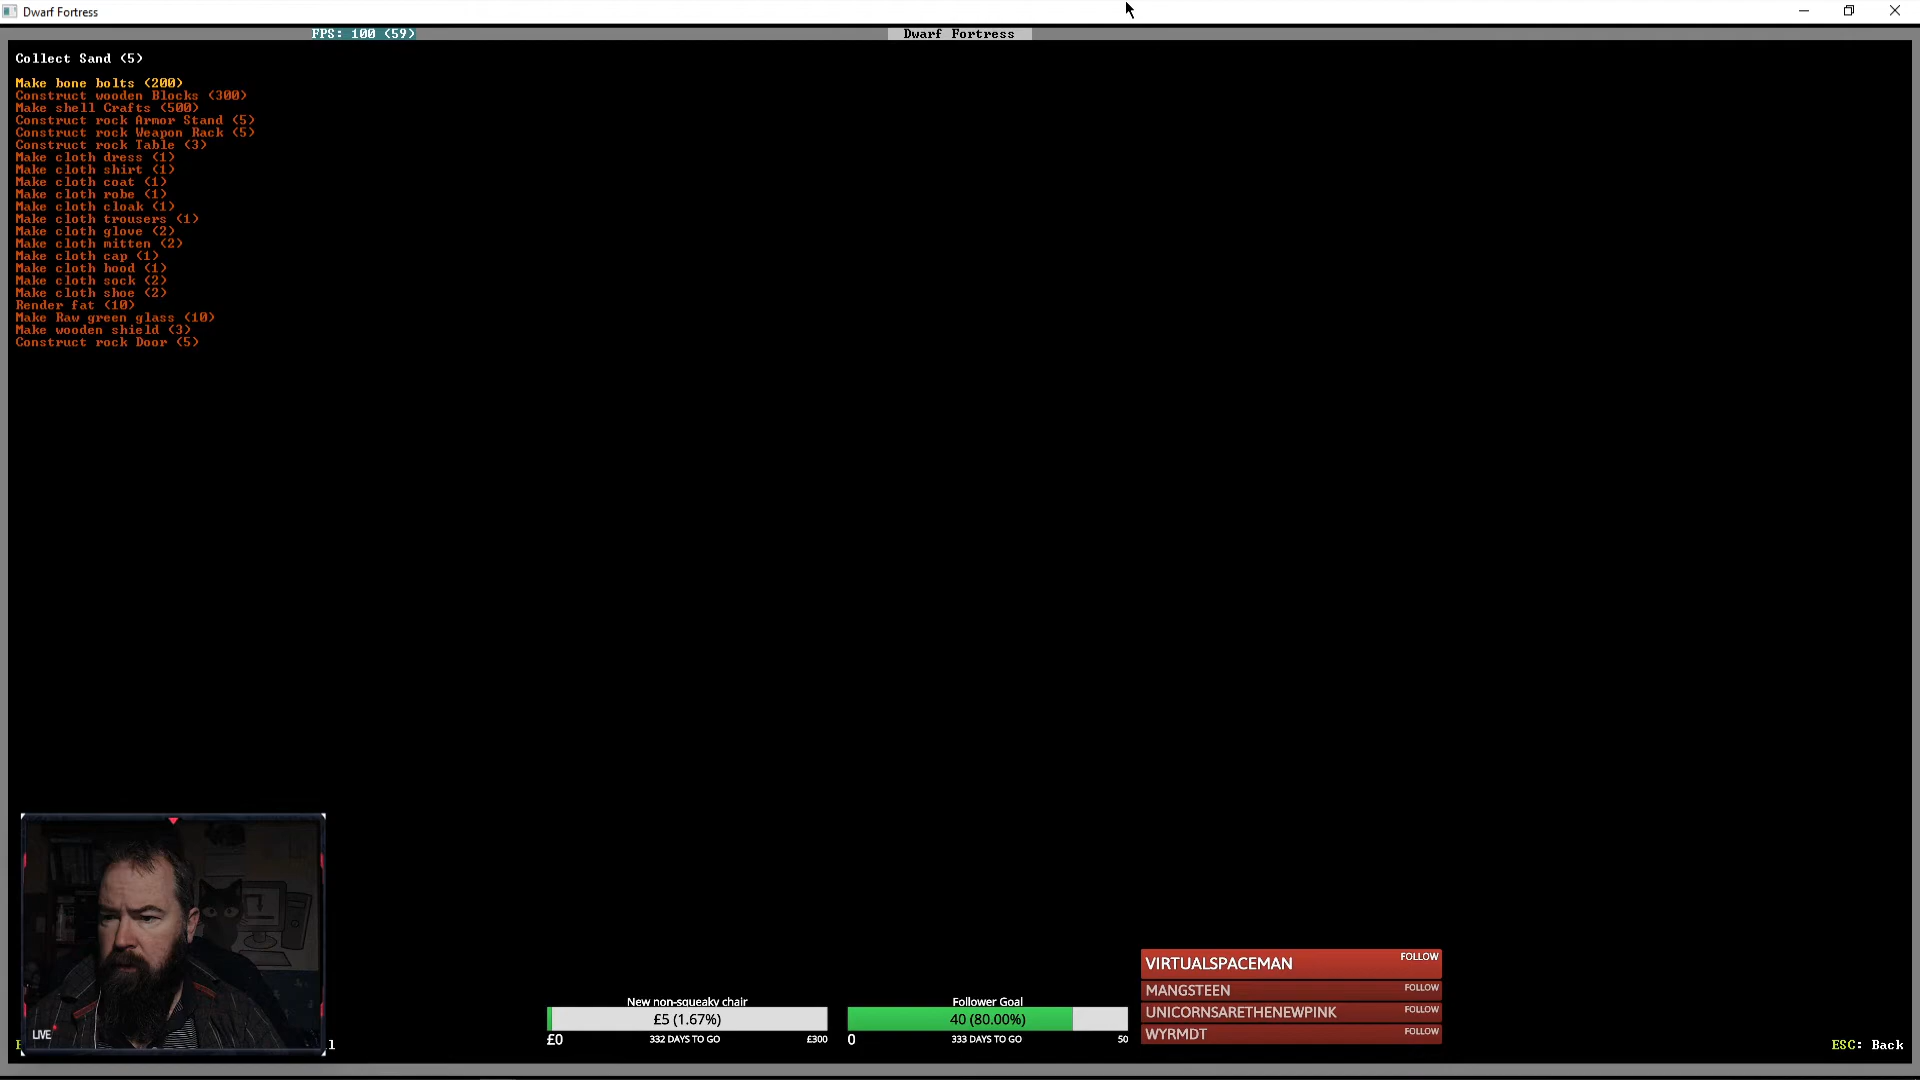 Dwarf Fortress
FPS: 100 (59)
Dwarf Fortress
Collect Sand (5)
Make bone bolts (200)
Construct wooden Blocks (300)
Make shell Crafts (500)
Construct rock Armor Stand (5)
Construct rock Weapon Rack (5)
Construct rock Table (3)
Make cloth dress (1)
Make cloth shirt (1)
Make cloth coat (1)
Make cloth robe (1)
Make cloth cloak (1)
Make cloth trousers (1)
Make cloth glove (2)
Make cloth mitten (2)
Make cloth cap (1)
Make cloth hood (1)
Make cloth sock (2)
Make cloth shoe (2)
Render fat (10)
Make Raw green glass (10)
Make wooden shield (3)
Construct rock Door (5)
LIVE
New non-squeaky chair
£5 (1.67%)
£0 332 DAYS TO GO £300
Follower Goal
40 (80.00%)
0 333 DAYS TO GO 50
VIRTUALSPACEMAN FOLLOW
MANGSTEEN FOLLOW
UNICORNSARETHENEWPINK FOLLOW
WYRMDT FOLLOW
ESC: Back